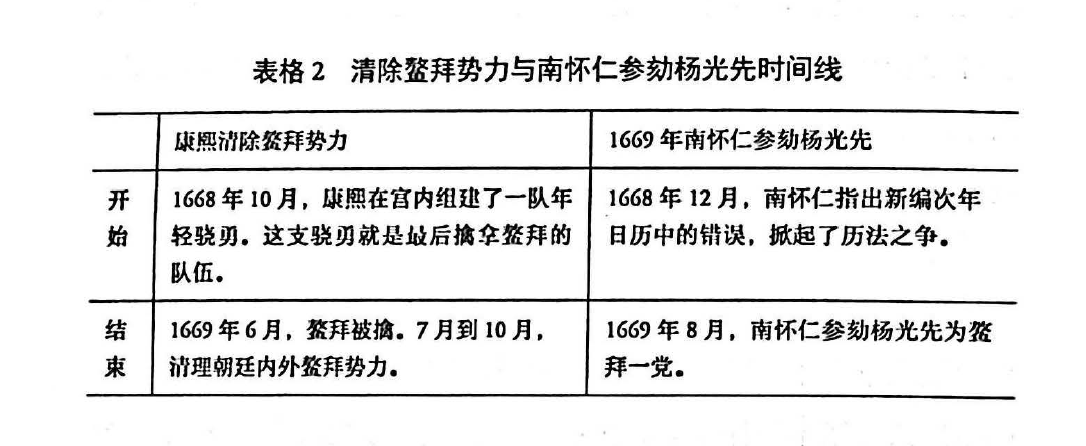 表格 2 清除鳌拜势力与南怀仁参劾杨光先时间线
康熙清除鳌拜势力
1669 年南怀仁参劾杨光先
开
始
1668 年 10 月，康熙在宫内组建了一队年
轻骁勇。这支骁勇就是最后擒拿鳌拜的
队伍。
1668 年 12 月，南怀仁指出新编次年
日历中的错误，掀起了历法之争。
结
束
1669 年 6 月，鳌拜被擒。7 月到 10 月，
清理朝廷内外鳌拜势力。
1669 年 8 月，南怀仁参劾杨光先为鳌
拜一党。